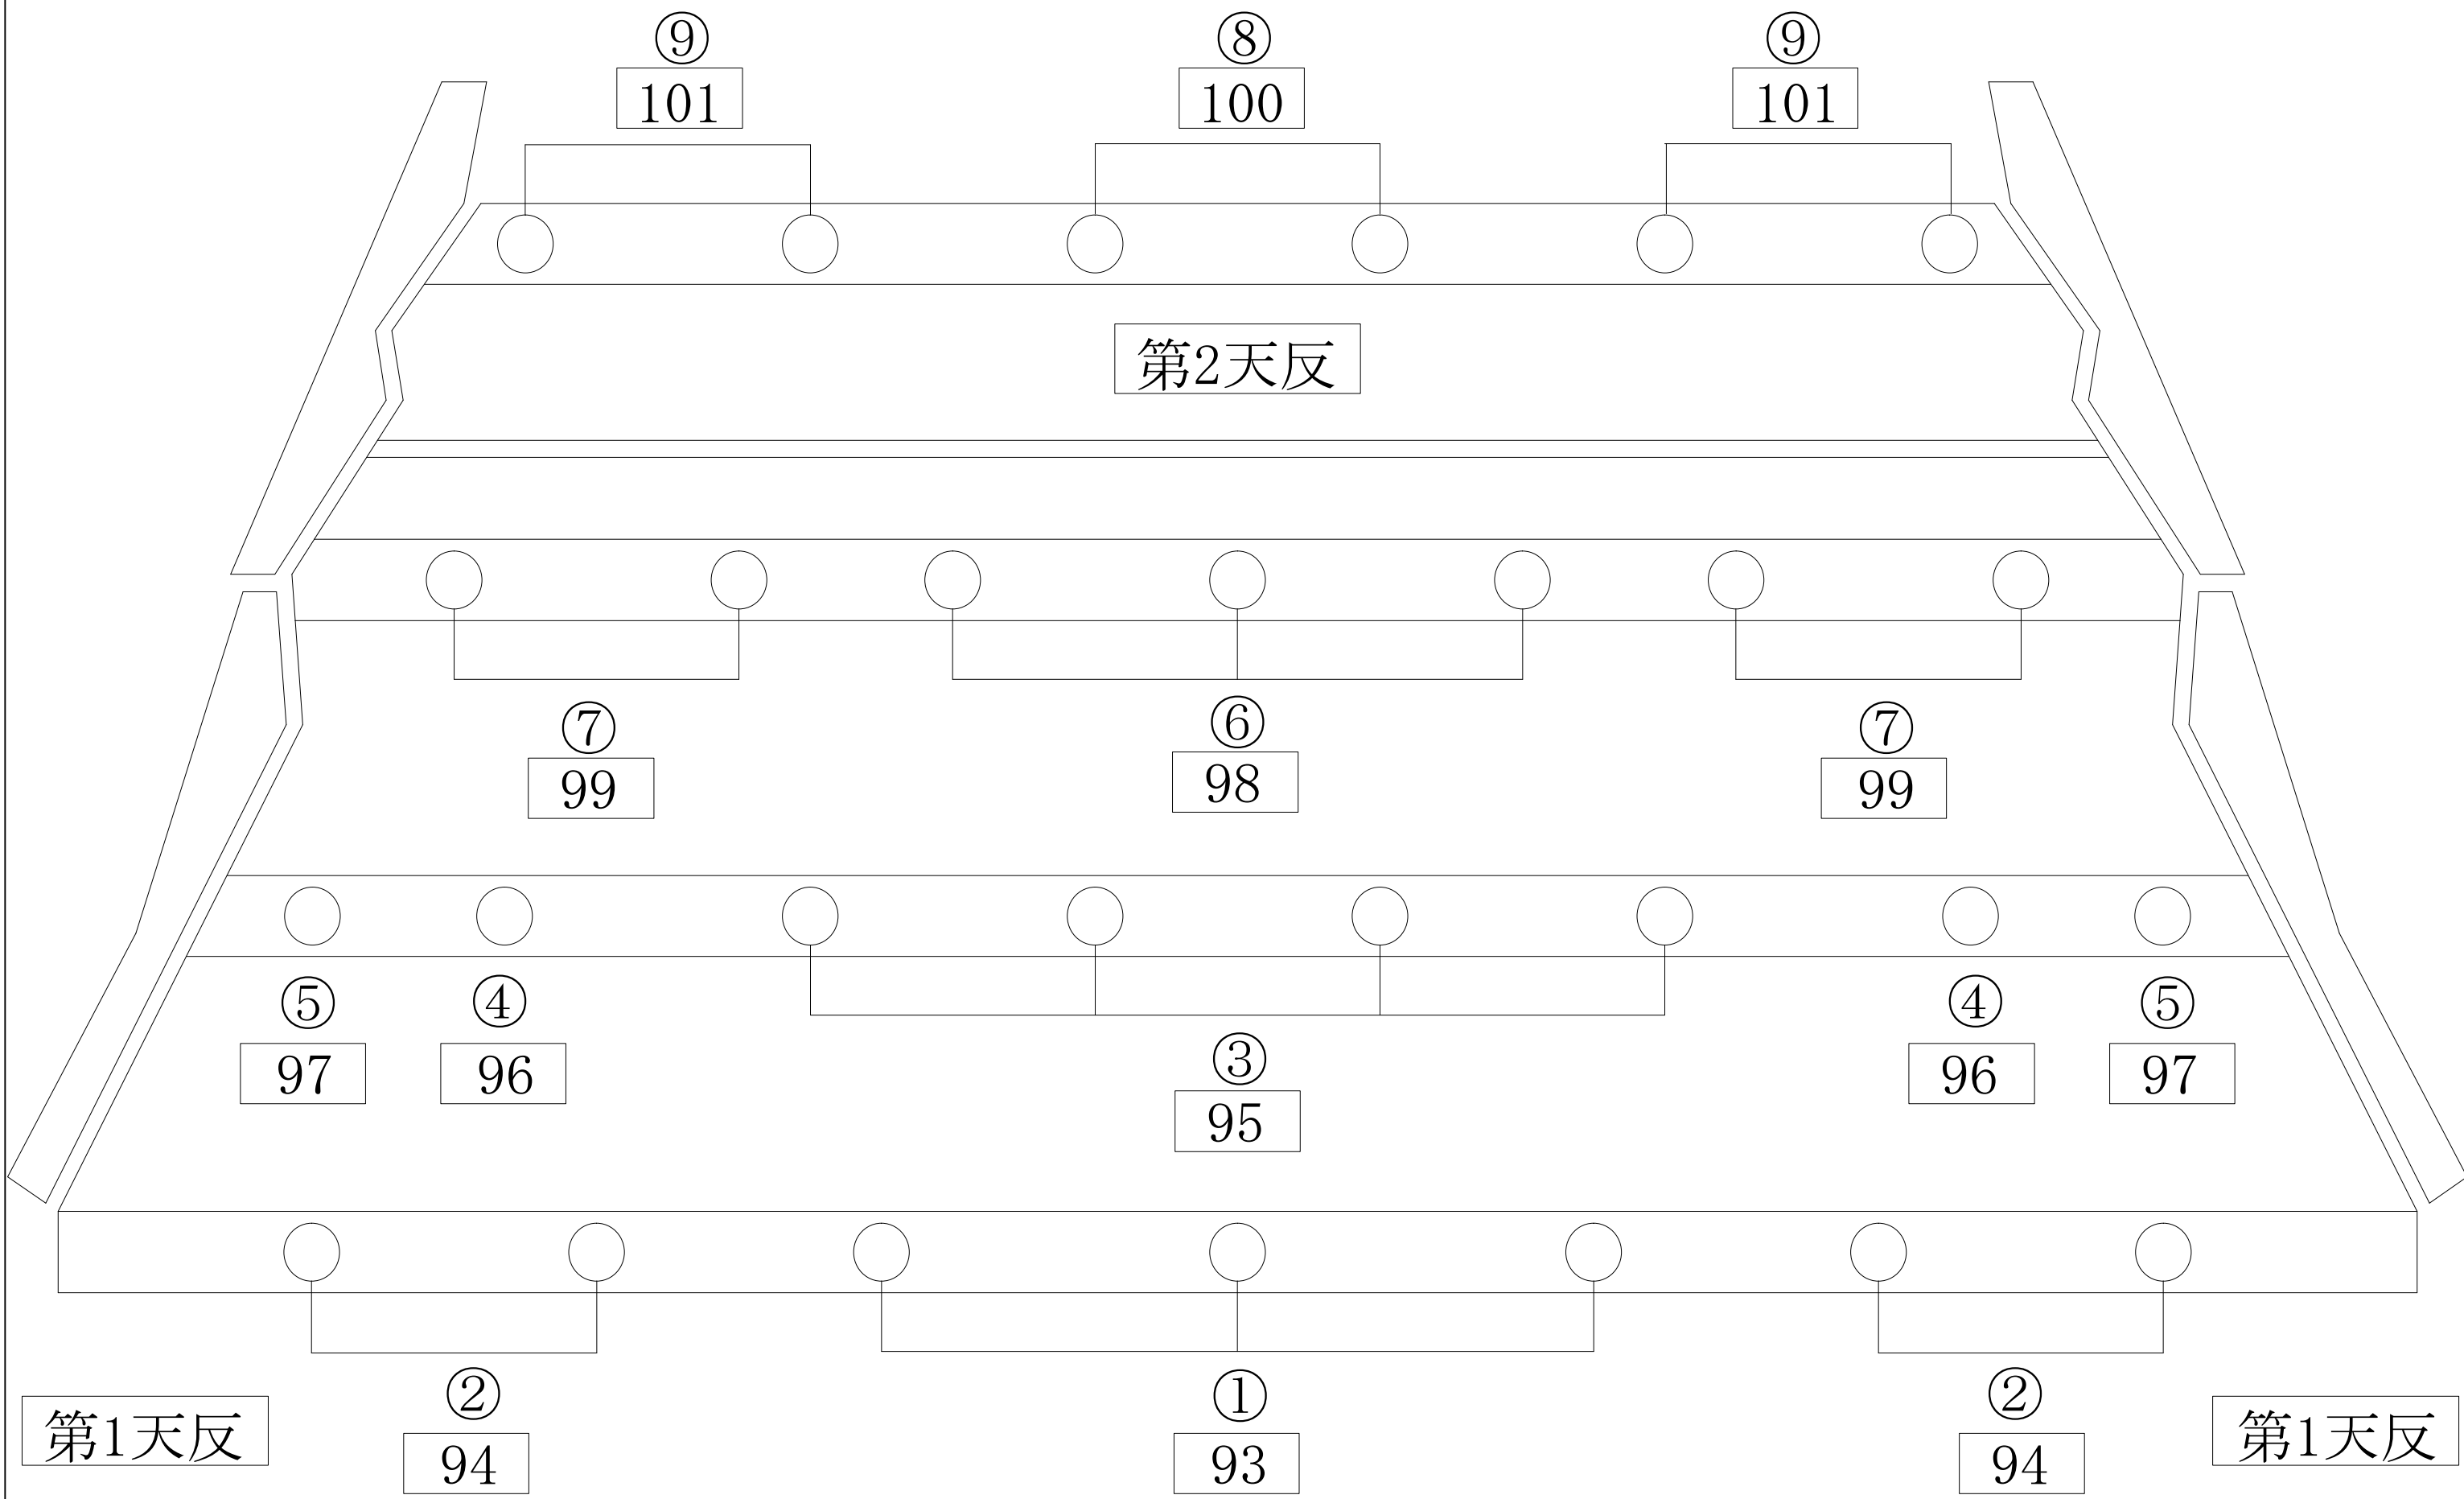 ⑨ ⑧ ⑨
101 100 101
第2天反
⑦ ⑥ ⑦
99 98 99
⑤ ④ ③ ④ ⑤
97 96 95 96 97
② ① ②
第1天反 94 93 94 第1天反